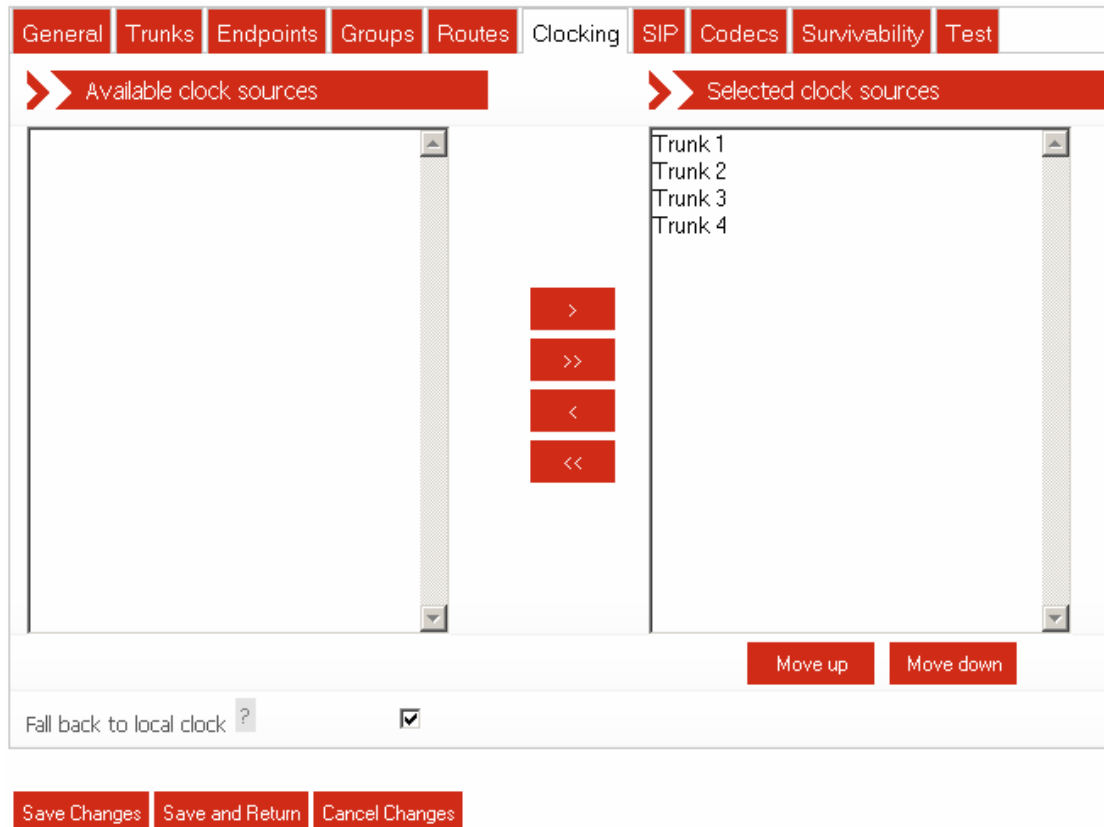 General Trunks Endpoints Groups Routes Clocking SIP Codecs Survivability Test
Available clock sources
Selected clock sources
Trunk 1
Trunk 2
Trunk 3
Trunk 4
>
>>
<
<<
Move up Move down
Fall back to local clock ?
Save Changes Save and Return Cancel Changes